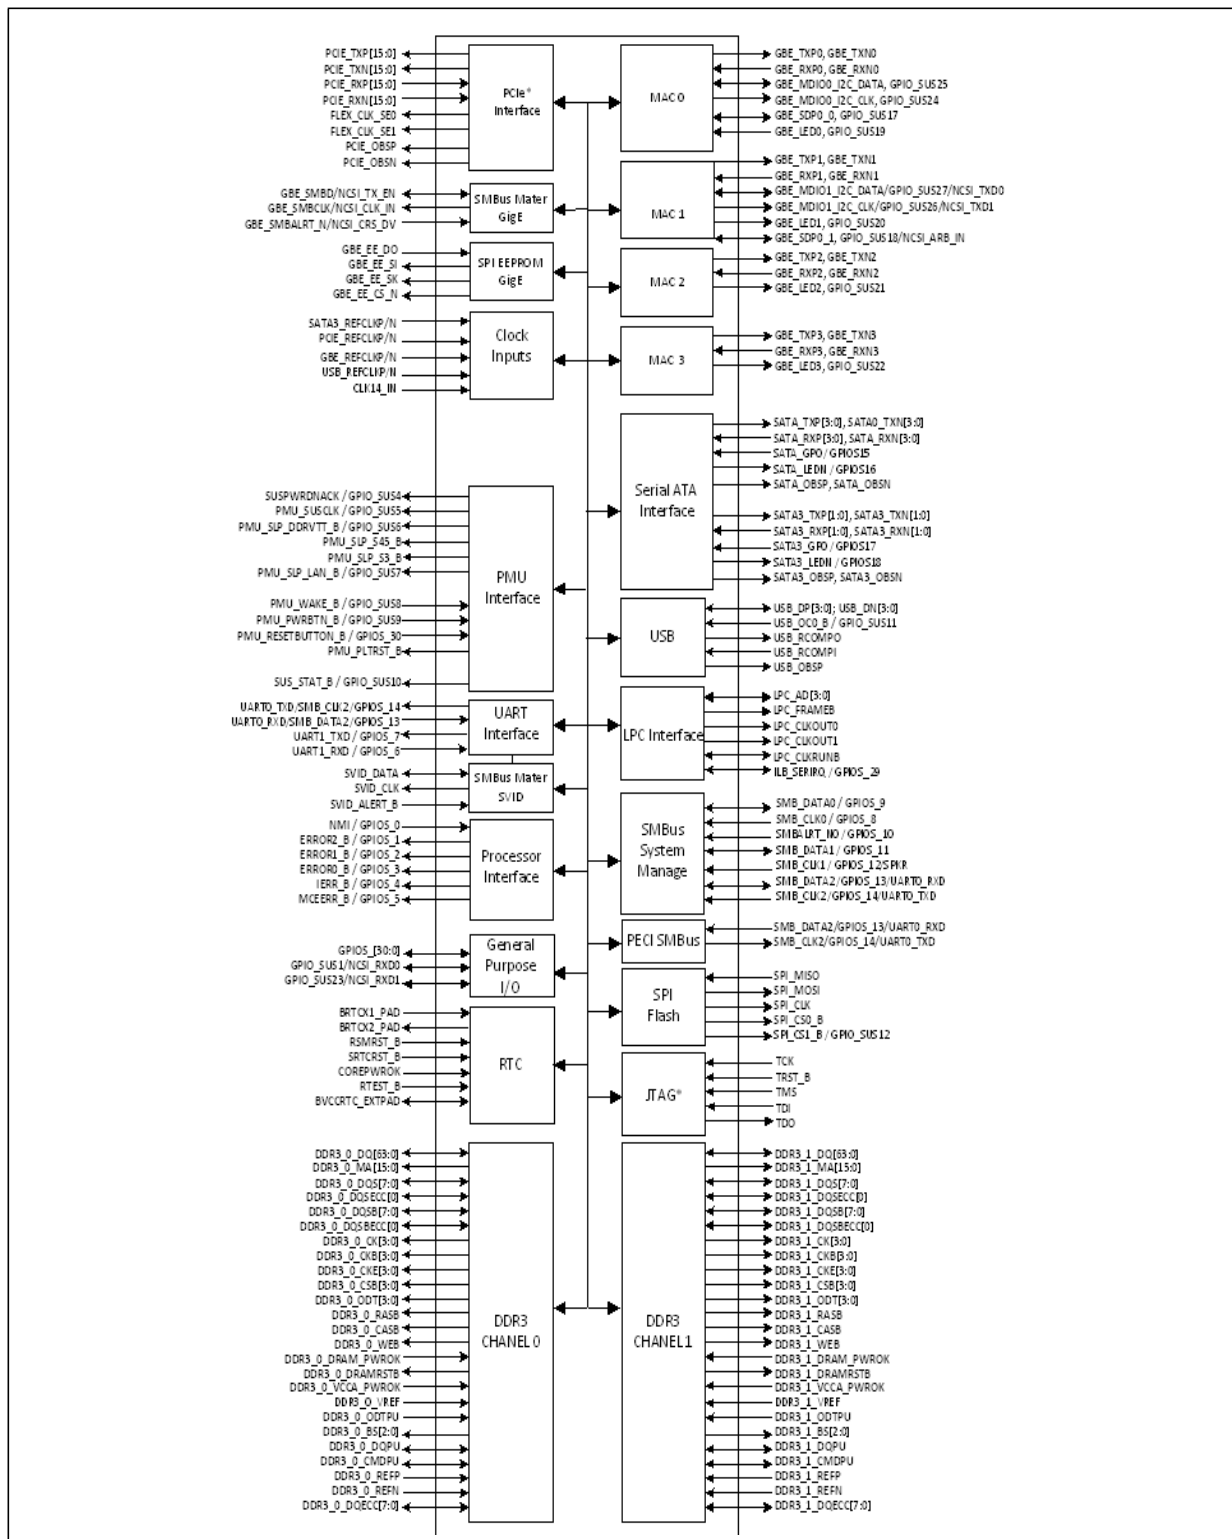 PCIE_TXP[15:0]
PCIE_TXN[15:0]
PCIE_RXP[15:0]
PCIE_RXN[15:0]
FLEX_CLK_SE0
FLEX_CLK_SE1
PCIE_OBSP
PCIE_OBSN
PCIe*
Interface
MAC 0
GBE_TXP0, GBE_TXN0
GBE_RXP0, GBE_RXN0
GBE_MDIO0_I2C_DATA, GPIO_SUS25
GBE_MDIO0_I2C_CLK, GPIO_SUS24
GBE_SDP0_0, GPIO_SUS17
GBE_LED0, GPIO_SUS19
GBE_SMBD/NCSI_TX_EN
GBE_SMBCLK/NCSI_CLK_IN
GBE_SMBALRT_N/NCSI_CRS_DV
SMBus Mater
GigE
MAC 1
GBE_TXP1, GBE_TXN1
GBE_RXP1, GBE_RXN1
GBE_MDIO1_I2C_DATA/GPIO_SUS27/NCSI_TXD0
GBE_MDIO1_I2C_CLK/GPIO_SUS26/NCSI_TXD1
GBE_LED1, GPIO_SUS20
GBE_SDP0_1, GPIO_SUS18/NCSI_ARB_IN
GBE_EE_DO
GBE_EE_SI
GBE_EE_SK
GBE_EE_CS_N
SPI EEPROM
GigE
MAC 2
GBE_TXP2, GBE_TXN2
GBE_RXP2, GBE_RXN2
GBE_LED2, GPIO_SUS21
SATA3_REFCLKP/N
PCIE_REFCLKP/N
GBE_REFCLKP/N
USB_REFCLKP/N
CLK14_IN
Clock
Inputs
MAC 3
GBE_TXP3, GBE_TXN3
GBE_RXP3, GBE_RXN3
GBE_LED3, GPIO_SUS22
Serial ATA
Interface
SATA_TXP[3:0], SATA0_TXN[3:0]
SATA_RXP[3:0], SATA_RXN[3:0]
SATA_GPO / GPIOS15
SATA_LEDN / GPIOS16
SATA_OBSP, SATA_OBSN
SATA3_TXP[1:0], SATA3_TXN[1:0]
SATA3_RXP[1:0], SATA3_RXN[1:0]
SATA3_GPO / GPIOS17
SATA3_LEDN / GPIOS18
SATA3_OBSP, SATA3_OBSN
SUSPWRDNACK / GPIO_SUS4
PMU_SUSCLK / GPIO_SUS5
PMU_SLP_DDRVTT_B / GPIO_SUS6
PMU_SLP_S45_B
PMU_SLP_S3_B
PMU_SLP_LAN_B / GPIO_SUS7
PMU_WAKE_B / GPIO_SUS8
PMU_PWRBTN_B / GPIO_SUS9
PMU_RESETBUTTON_B / GPIOS_30
PMU_PLTRST_B
SUS_STAT_B / GPIO_SUS10
PMU
Interface
USB
USB_DP[3:0]; USB_DN[3:0]
USB_OC0_B / GPIO_SUS11
USB_RCOMPO
USB_RCOMPI
USB_OBSP
UART0_TXD/SMB_CLK2/GPIOS_14
UART0_RXD/SMB_DATA2/GPIOS_13
UART1_TXD / GPIOS_7
UART1_RXD / GPIOS_6
UART
Interface
LPC Interface
LPC_AD[3:0]
LPC_FRAMEB
LPC_CLKOUT0
LPC_CLKOUT1
LPC_CLKRUNB
ILB_SERIRQ / GPIOS_29
SVID_DATA
SVID_CLK
SVID_ALERT_B
SMBus Mater
SVID
SMBus
System
Manage
SMB_DATA0 / GPIOS_9
SMB_CLK0 / GPIOS_8
SMBALRT_N0 / GPIOS_10
SMB_DATA1 / GPIOS_11
SMB_CLK1 / GPIOS_12/SPKR
SMB_DATA2/GPIOS_13/UART0_RXD
SMB_CLK2/GPIOS_14/UART0_TXD
NMI / GPIOS_0
ERROR2_B / GPIOS_1
ERROR1_B / GPIOS_2
ERROR0_B / GPIOS_3
IERR_B / GPIOS_4
MCEERR_B / GPIOS_5
Processor
Interface
PECI SMBus
SMB_DATA2/GPIOS_13/UART0_RXD
SMB_CLK2/GPIOS_14/UART0_TXD
GPIOS_[30:0]
GPIO_SUS1/NCSI_RXD0
GPIO_SUS23/NCSI_RXD1
General
Purpose
I/O
SPI
Flash
SPI_MISO
SPI_MOSI
SPI_CLK
SPI_CS0_B
SPI_CS1_B / GPIO_SUS12
BRTCX1_PAD
BRTCX2_PAD
RSMRST_B
SRTCRST_B
COREPWROK
RTEST_B
BVCCRTC_EXTPAD
RTC
JTAG*
TCK
TRST_B
TMS
TDI
TDO
DDR3_0_DQ[63:0]
DDR3_0_MA[15:0]
DDR3_0_DQS[7:0]
DDR3_0_DQSECC[0]
DDR3_0_DQSB[7:0]
DDR3_0_DQSBECC[0]
DDR3_0_CK[3:0]
DDR3_0_CKB[3:0]
DDR3_0_CKE[3:0]
DDR3_0_CSB[3:0]
DDR3_0_ODT[3:0]
DDR3_0_RASB
DDR3_0_CASB
DDR3_0_WEB
DDR3_0_DRAM_PWROK
DDR3_0_DRAMRSTB
DDR3_0_VCCA_PWROK
DDR3_0_VREF
DDR3_0_ODTPU
DDR3_0_BS[2:0]
DDR3_0_DQPU
DDR3_0_CMDPU
DDR3_0_REFP
DDR3_0_REFN
DDR3_0_DQECC[7:0]
DDR3
CHANEL 0
DDR3
CHANEL 1
DDR3_1_DQ[63:0]
DDR3_1_MA[15:0]
DDR3_1_DQS[7:0]
DDR3_1_DQSECC[0]
DDR3_1_DQSB[7:0]
DDR3_1_DQSBECC[0]
DDR3_1_CK[3:0]
DDR3_1_CKB[3:0]
DDR3_1_CKE[3:0]
DDR3_1_CSB[3:0]
DDR3_1_ODT[3:0]
DDR3_1_RASB
DDR3_1_CASB
DDR3_1_WEB
DDR3_1_DRAM_PWROK
DDR3_1_DRAMRSTB
DDR3_1_VCCA_PWROK
DDR3_1_VREF
DDR3_1_ODTPU
DDR3_1_BS[2:0]
DDR3_1_DQPU
DDR3_1_CMDPU
DDR3_1_REFP
DDR3_1_REFN
DDR3_1_DQECC[7:0]